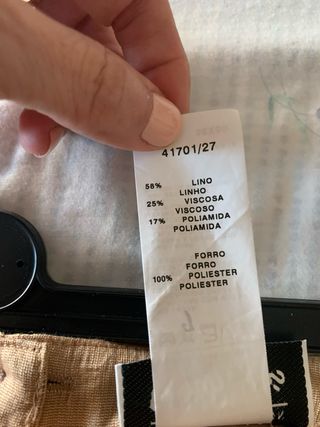 41701/27
58% LINO
LINHO
25% VISCOSA
VISCOSO
17% POLIAMIDA
POLIAMIDA
FORRO
FORRO
100% POLIESTER
POLIESTER